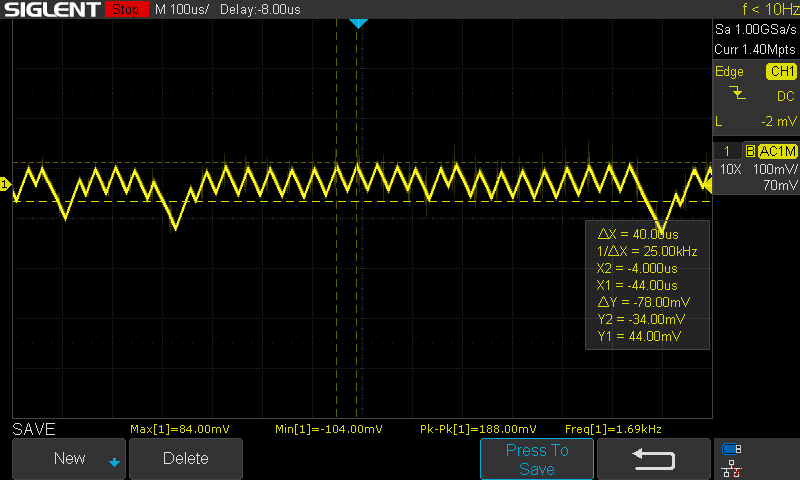 SIGLENT Stop M 100us/ Delay:-8.00us f < 10Hz
Sa 1.00GSa/s
Curr 1.40Mpts
Edge CH1
DC
L -2 mV
1 B AC1M
10X 100mV/
70mV
1
ΔX = 40.00us
1/ΔX = 25.00kHz
X2 = -4.000us
X1 = -44.00us
ΔY = -78.00mV
Y2 = -34.00mV
Y1 = 44.00mV
SAVE Max[1]=84.00mV Min[1]=-104.00mV Pk-Pk[1]=188.00mV Freq[1]=1.69kHz
New Delete Press To
Save